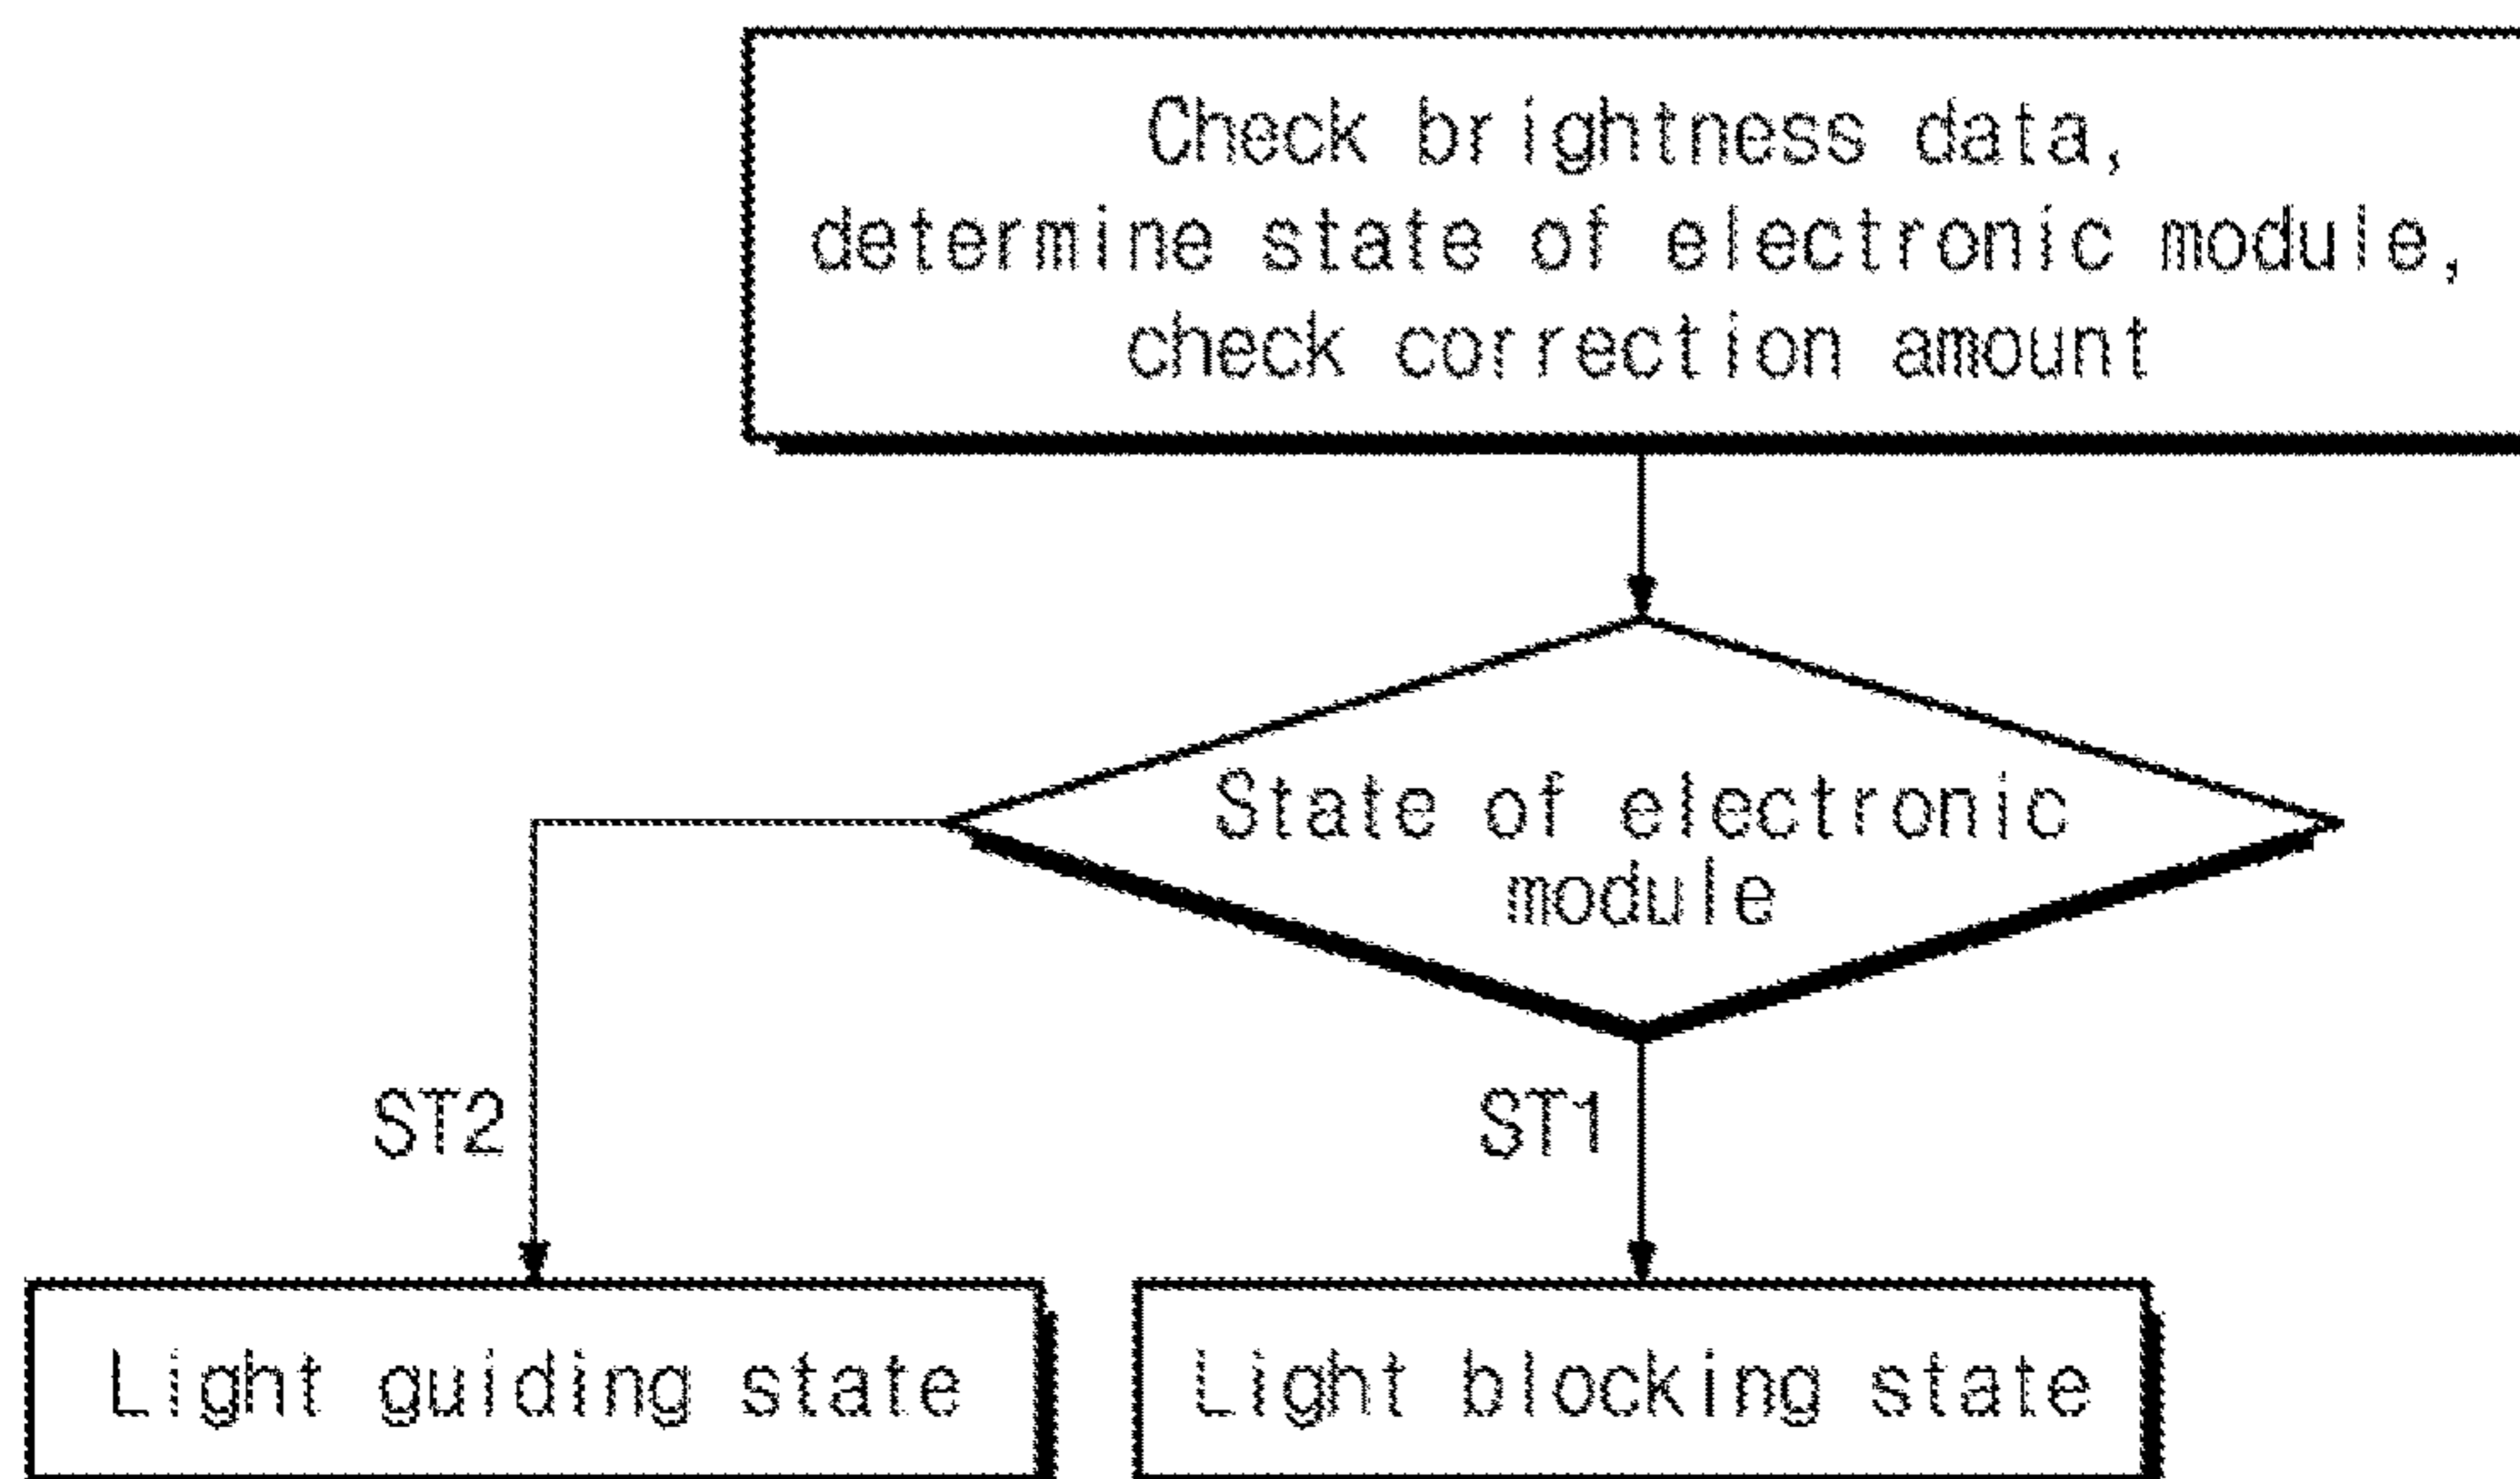 Check brightness data,
determine state of electronic module,
check correction amount
State of electronic
module
ST2
ST1
Light guiding state
Light blocking state